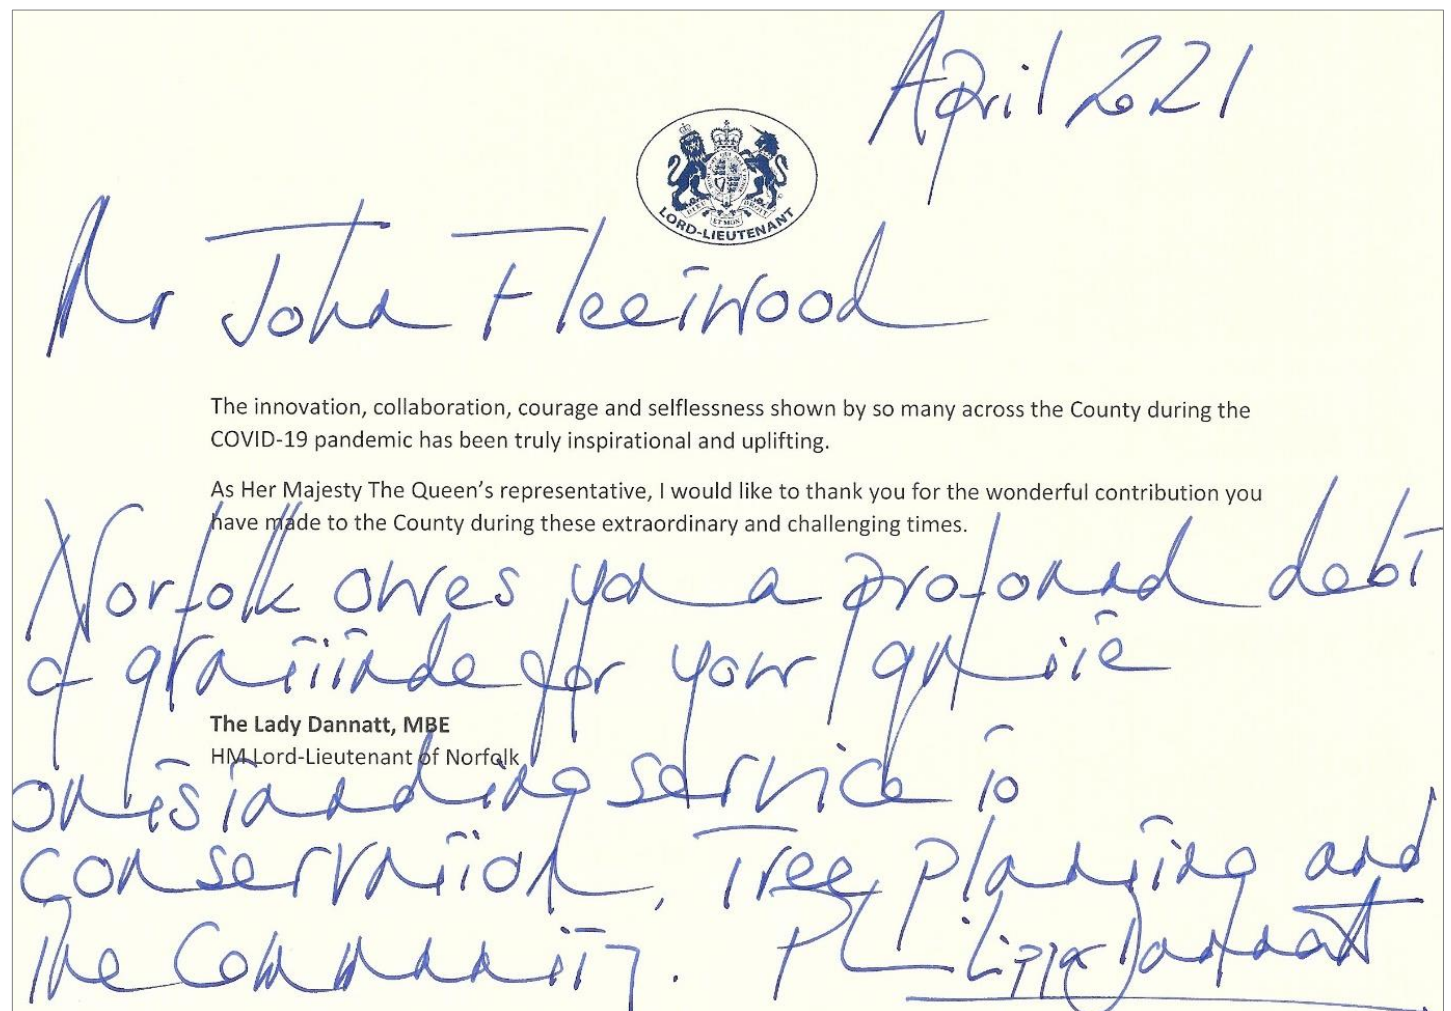 April 2021
LORD-LIEUTENANT
Mr John Fleetwood
The innovation, collaboration, courage and selflessness shown by so many across the County during the
COVID-19 pandemic has been truly inspirational and uplifting.
As Her Majesty The Queen's representative, I would like to thank you for the wonderful contribution you
have made to the County during these extraordinary and challenging times.
Norfolk owes you a profound debt
of gratitude for your quite
The Lady Dannatt, MBE
HM Lord-Lieutenant of Norfolk
outstanding service to
conservation, Tree planting and
the Community. Philippa Dannatt